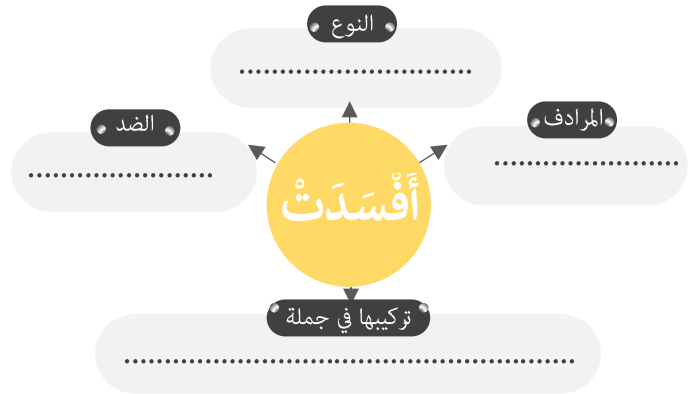 النوع
المرادف
الضد
أَفْسَدَتْ
تركيبها في جملة